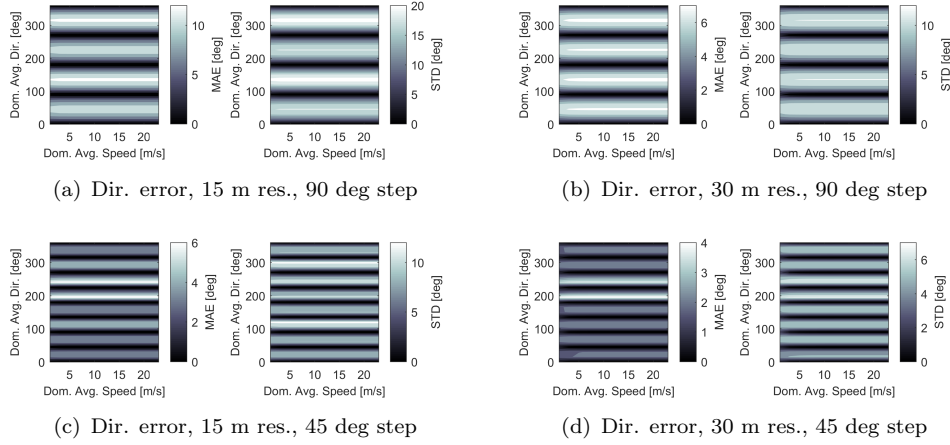 300
200
100
0
5 10 15 20
Dom. Avg. Dir. [deg]
Dom. Avg. Speed [m/s]
10
5
0
MAE [deg]
300
200
100
0
5 10 15 20
Dom. Avg. Dir. [deg]
Dom. Avg. Speed [m/s]
20
15
10
5
0
STD [deg]
(a) Dir. error, 15 m res., 90 deg step
300
200
100
0
5 10 15 20
Dom. Avg. Dir. [deg]
Dom. Avg. Speed [m/s]
6
4
2
0
MAE [deg]
300
200
100
0
5 10 15 20
Dom. Avg. Dir. [deg]
Dom. Avg. Speed [m/s]
10
5
0
STD [deg]
(b) Dir. error, 30 m res., 90 deg step
300
200
100
0
5 10 15 20
Dom. Avg. Dir. [deg]
Dom. Avg. Speed [m/s]
6
4
2
0
MAE [deg]
300
200
100
0
5 10 15 20
Dom. Avg. Dir. [deg]
Dom. Avg. Speed [m/s]
10
5
0
STD [deg]
(c) Dir. error, 15 m res., 45 deg step
300
200
100
0
5 10 15 20
Dom. Avg. Dir. [deg]
Dom. Avg. Speed [m/s]
4
3
2
1
0
MAE [deg]
300
200
100
0
5 10 15 20
Dom. Avg. Dir. [deg]
Dom. Avg. Speed [m/s]
6
4
2
0
STD [deg]
(d) Dir. error, 30 m res., 45 deg step